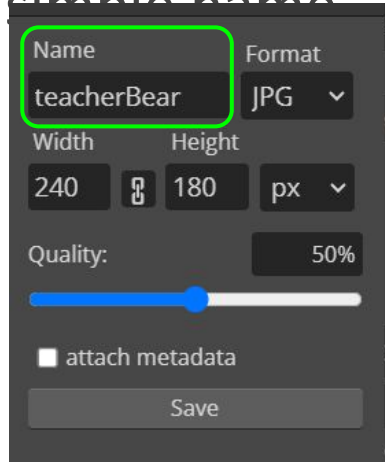 Name Format
teacherBear JPG
Width Height
240 180 px
Quality: 50%
attach metadata
Save